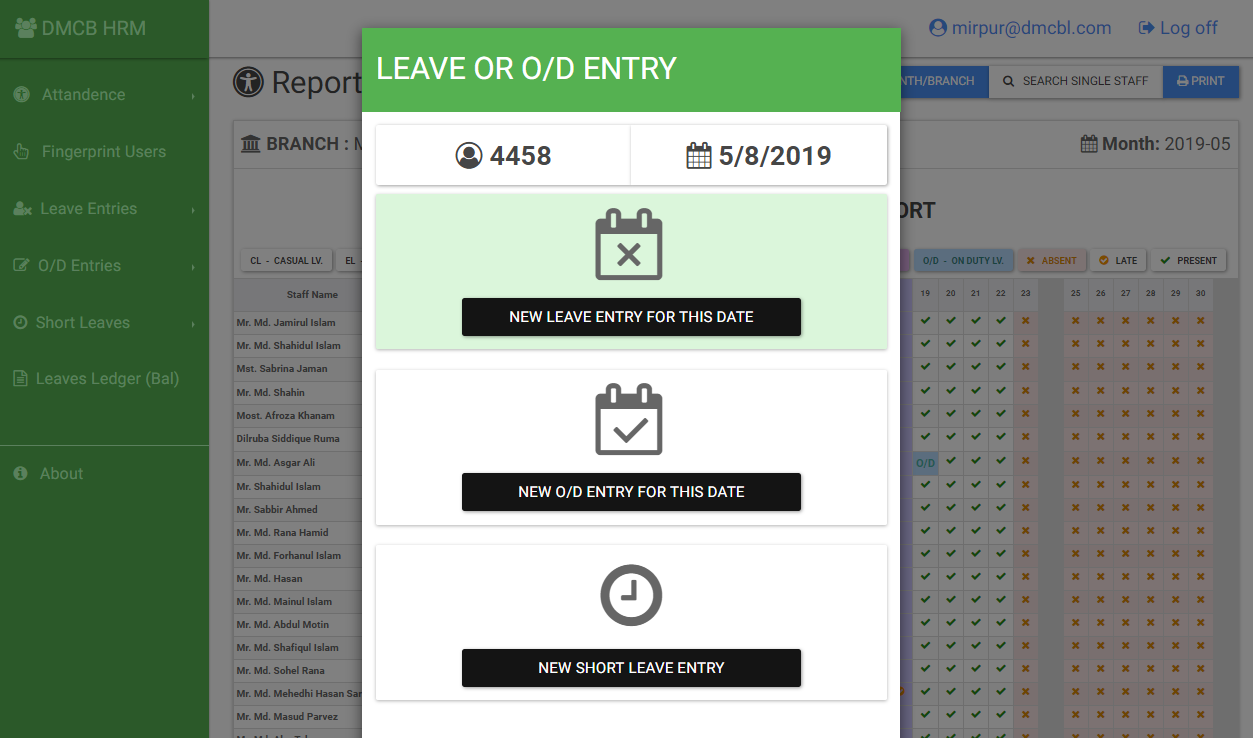 DMCB HRM
mirpur@dmcbl.com
Log off
Attandence
Fingerprint Users
Leave Entries
O/D Entries
Short Leaves
Leaves Ledger (Bal)
About
Report
NTH/BRANCH
SEARCH SINGLE STAFF
PRINT
BRANCH : M
Month: 2019-05
ORT
CL - CASUAL LV.
EL -
O/D - ON DUTY LV.
ABSENT
LATE
PRESENT
Staff Name
19 20 21 22 23 25 26 27 28 29 30
Mr. Md. Jamirul Islam
Mr. Md. Shahidul Islam
Mst. Sabrina Jaman
Mr. Md. Shahin
Most. Afroza Khanam
Dilruba Siddique Ruma
Mr. Md. Asgar Ali
O/D
Mr. Shahidul Islam
Mr. Sabbir Ahmed
Mr. Md. Rana Hamid
Mr. Md. Forhanul Islam
Mr. Md. Hasan
Mr. Md. Mainul Islam
Mr. Md. Abdul Motin
Mr. Md. Shafiqul Islam
Mr. Md. Sohel Rana
Mr. Md. Mehedhi Hasan Sar
Mr. Md. Masud Parvez
LEAVE OR O/D ENTRY
4458
5/8/2019
NEW LEAVE ENTRY FOR THIS DATE
NEW O/D ENTRY FOR THIS DATE
NEW SHORT LEAVE ENTRY